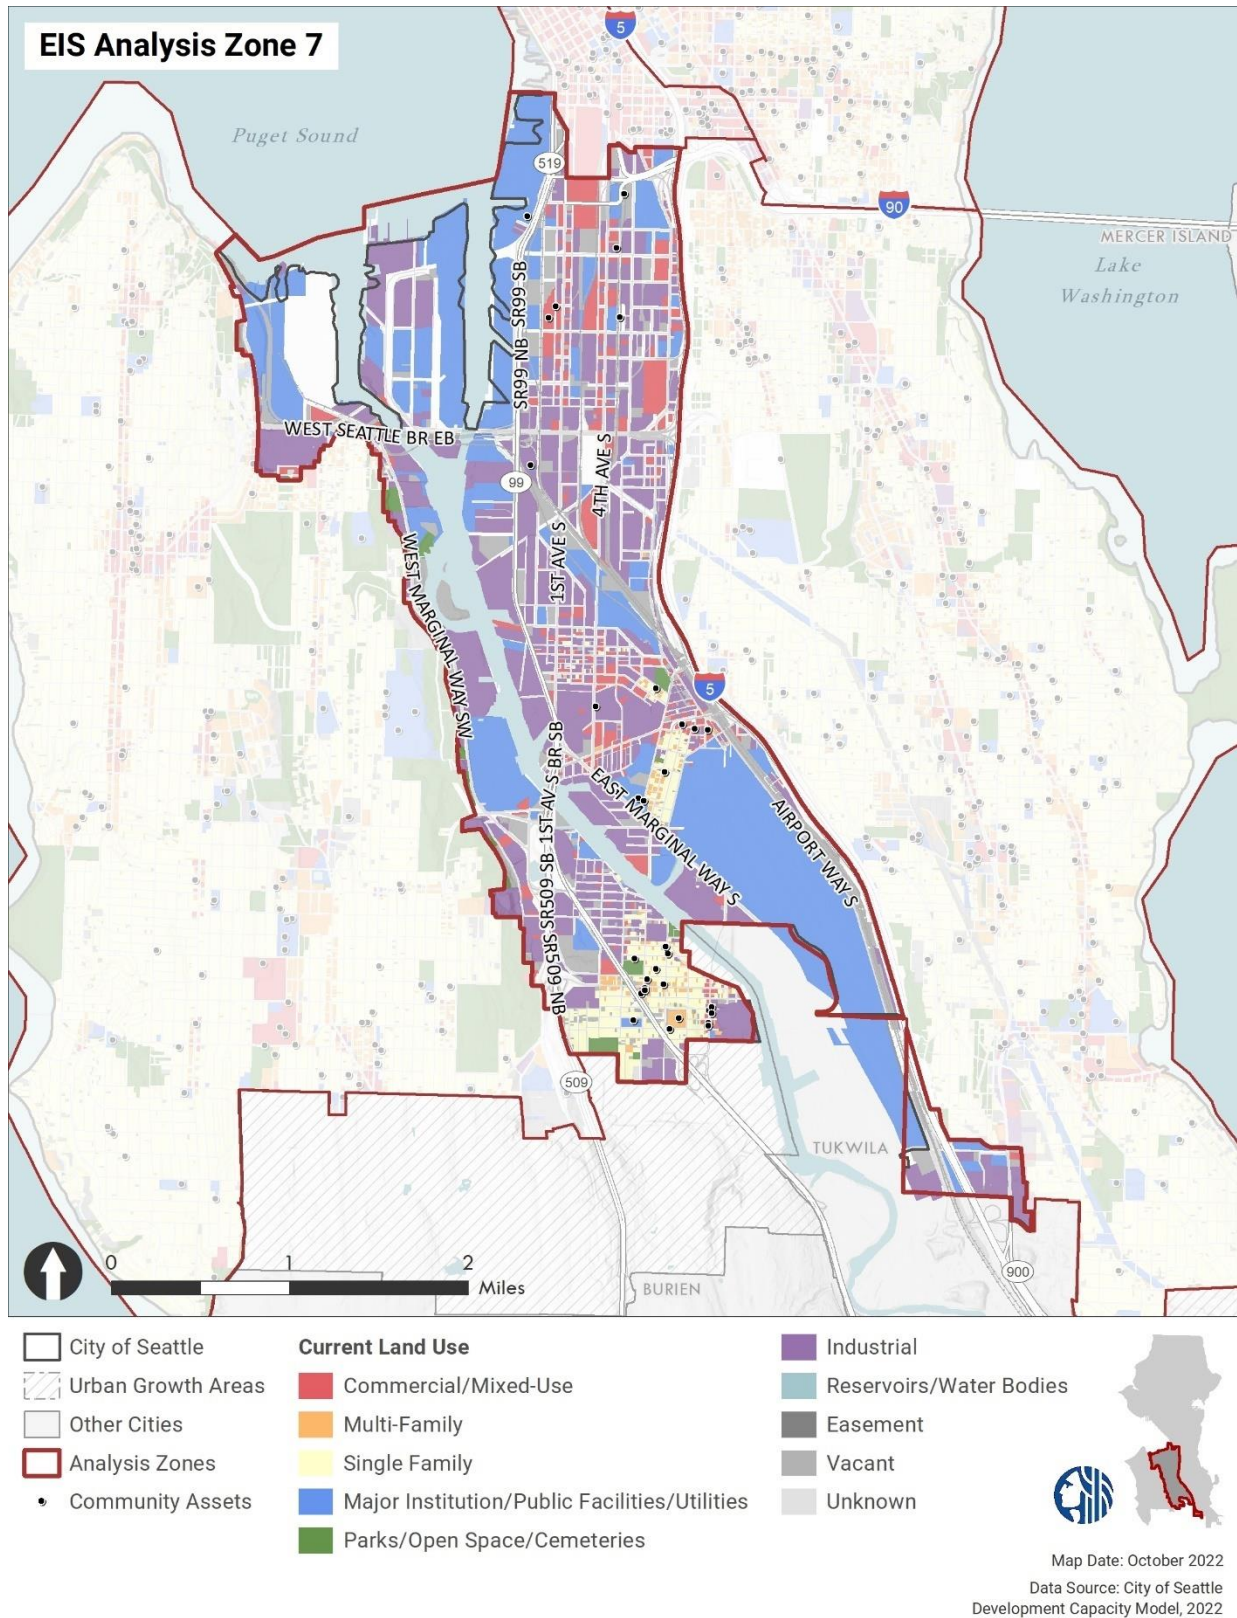 EIS Analysis Zone 7
5
Puget Sound
519
90
MERCER ISLAND
Lake
Washington
SR99 NB
SR99 SB
WEST SEATTLE BR EB
4TH AVE S
99
1ST AVE S
WEST MARGINAL WAY SW
5
1ST AV S BR SB
EAST MARGINAL WAY S
AIRPORT WAY S
SR509 SB
SR509 NB
509
TUKWILA
0 1 2
Miles
BURIEN
900
City of Seattle
Urban Growth Areas
Other Cities
Analysis Zones
Community Assets
Current Land Use
Commercial/Mixed-Use
Multi-Family
Single Family
Major Institution/Public Facilities/Utilities
Parks/Open Space/Cemeteries
Industrial
Reservoirs/Water Bodies
Easement
Vacant
Unknown
Map Date: October 2022
Data Source: City of Seattle
Development Capacity Model, 2022